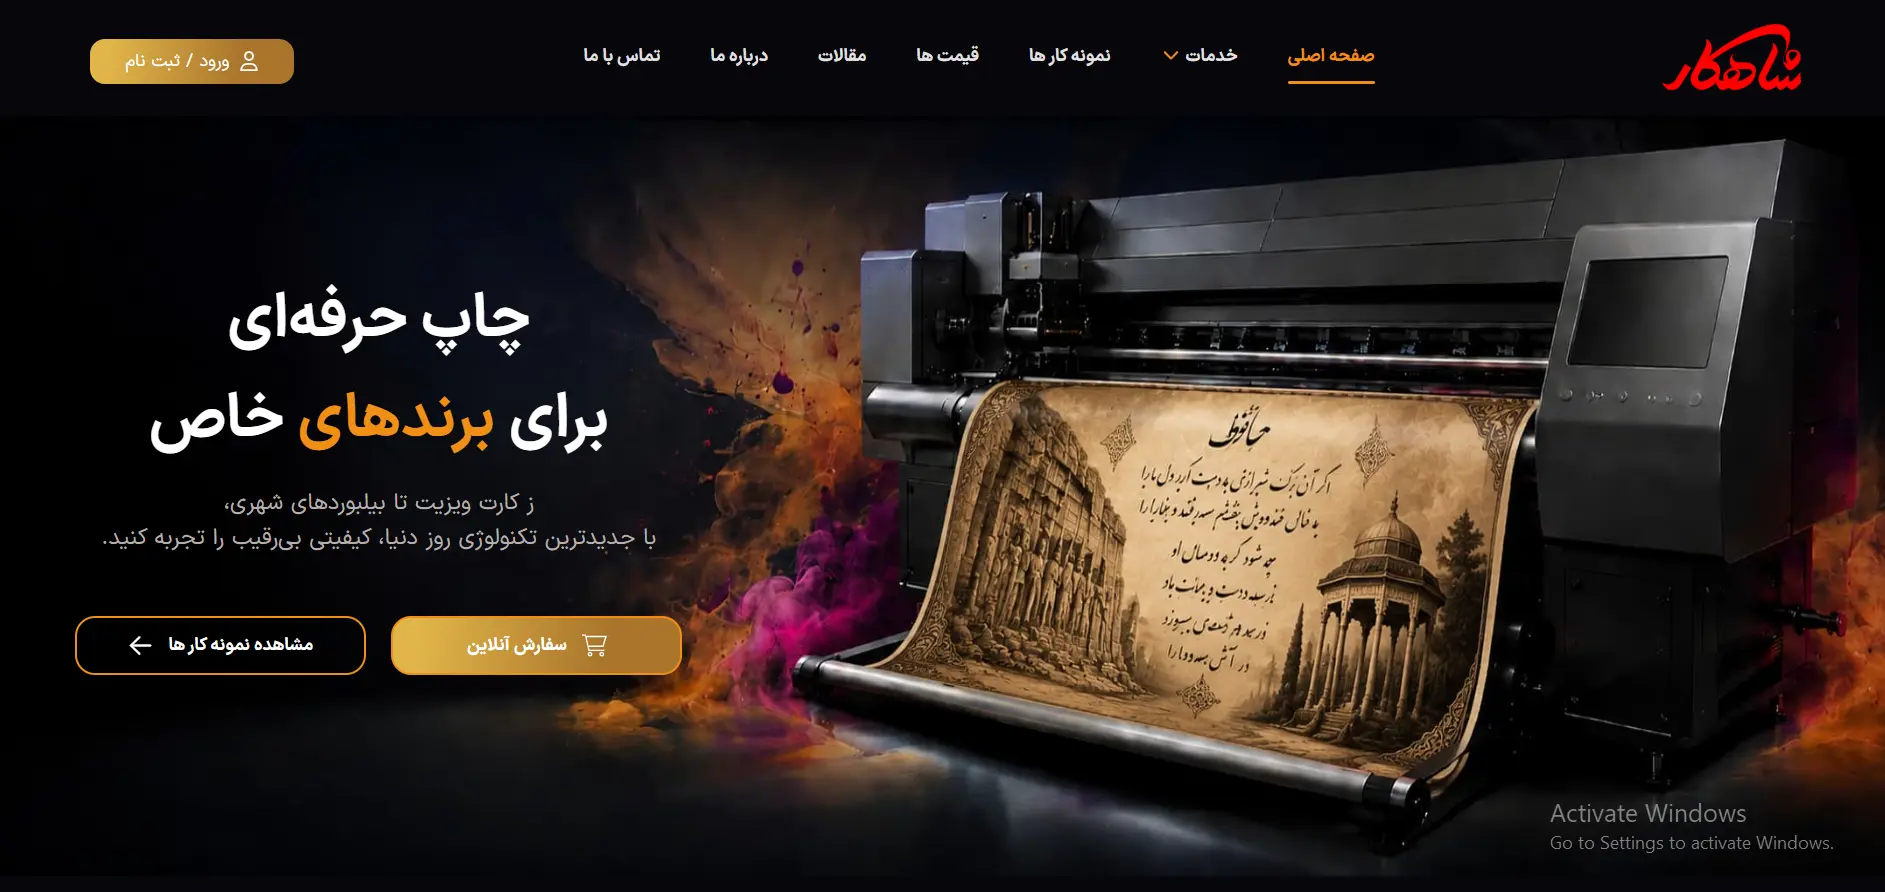 شاهکار
صفحه اصلی
خدمات
نمونه کار ها
قیمت ها
مقالات
درباره ما
تماس با ما
ورود / ثبت نام
چاپ حرفه‌ای
برای برندهای خاص
ز کارت ویزیت تا بیلبوردهای شهری،
با جدیدترین تکنولوژی روز دنیا، کیفیتی بی‌رقیب را تجربه کنید.
سفارش آنلاین
مشاهده نمونه کار ها
حافظ
Activate Windows
Go to Settings to activate Windows.